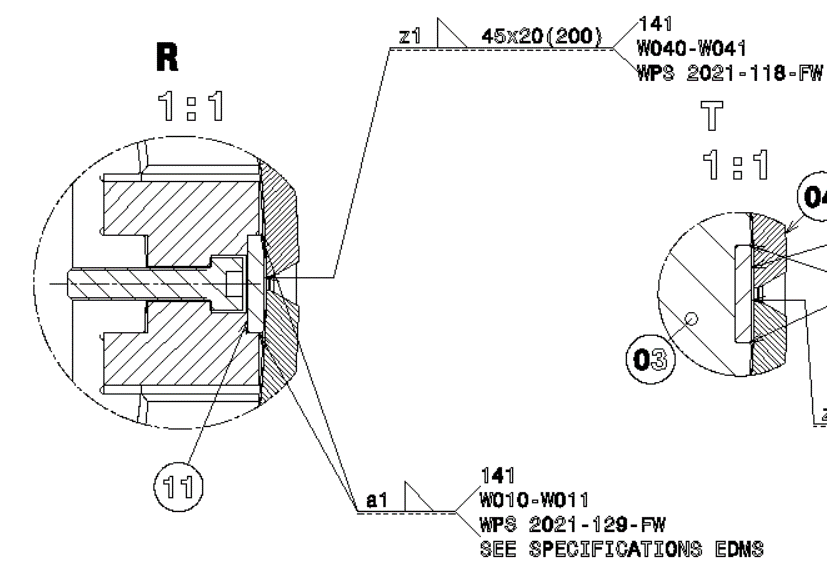 R
1:1
z1 45x20(200)
141
W040-W041
WPS 2021-118-FW
T
1:1
04
03
11
a1
141
W010-W011
WPS 2021-129-FW
SEE SPECIFICATIONS EDMS